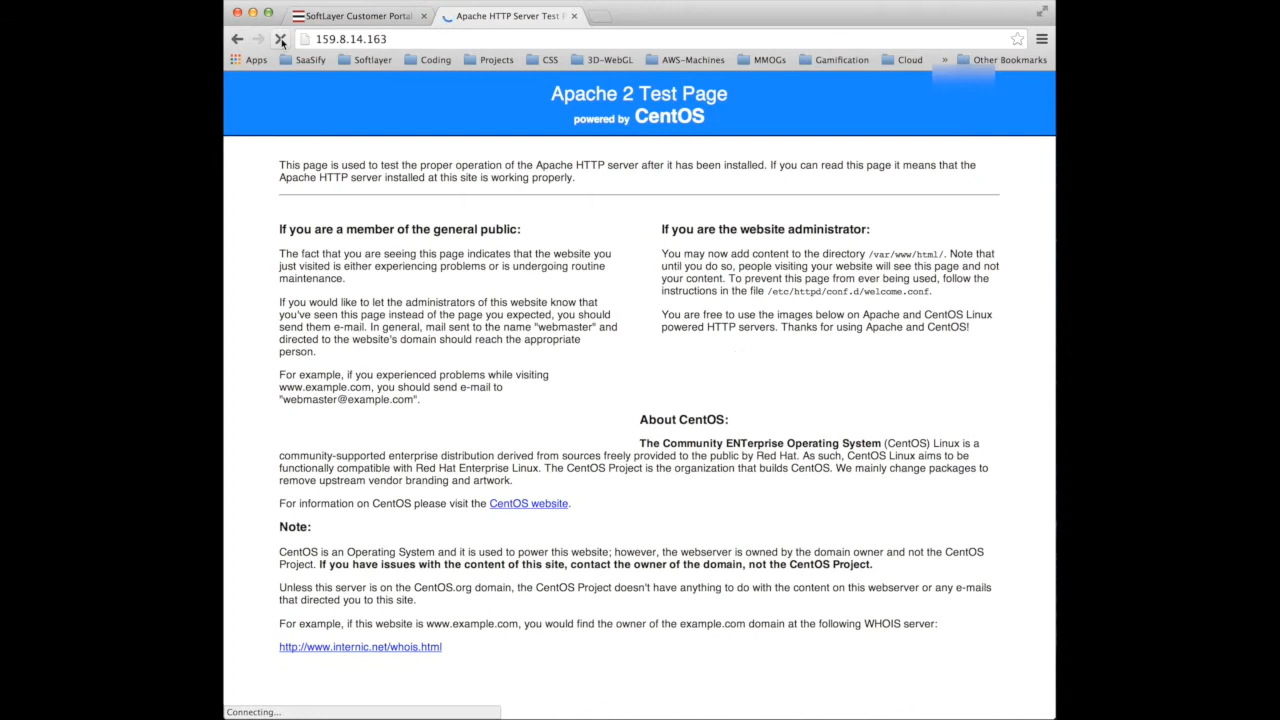 SoftLayer Customer Portal
Apache HTTP Server Test
159.8.14.163
Apps SaaSify Softlayer Coding Projects CSS 3D-WebGL AWS-Machines MMOGs Gamification Cloud » Other Bookmarks
Apache 2 Test Page
powered by CentOS
This page is used to test the proper operation of the Apache HTTP server after it has been installed. If you can read this page it means that the
Apache HTTP server installed at this site is working properly.
If you are a member of the general public:
The fact that you are seeing this page indicates that the website you
just visited is either experiencing problems or is undergoing routine
maintenance.
If you would like to let the administrators of this website know that
you've seen this page instead of the page you expected, you should
send them e-mail. In general, mail sent to the name "webmaster" and
directed to the website's domain should reach the appropriate
person.
For example, if you experienced problems while visiting
www.example.com, you should send e-mail to
"webmaster@example.com".
If you are the website administrator:
You may now add content to the directory /var/www/html/. Note that
until you do so, people visiting your website will see this page and not
your content. To prevent this page from ever being used, follow the
instructions in the file /etc/httpd/conf.d/welcome.conf.
You are free to use the images below on Apache and CentOS Linux
powered HTTP servers. Thanks for using Apache and CentOS!
About CentOS:
The Community ENTerprise Operating System (CentOS) Linux is a
community-supported enterprise distribution derived from sources freely provided to the public by Red Hat. As such, CentOS Linux aims to be
functionally compatible with Red Hat Enterprise Linux. The CentOS Project is the organization that builds CentOS. We mainly change packages to
remove upstream vendor branding and artwork.
For information on CentOS please visit the CentOS website.
Note:
CentOS is an Operating System and it is used to power this website; however, the webserver is owned by the domain owner and not the CentOS
Project. If you have issues with the content of this site, contact the owner of the domain, not the CentOS Project.
Unless this server is on the CentOS.org domain, the CentOS Project doesn't have anything to do with the content on this webserver or any e-mails
that directed you to this site.
For example, if this website is www.example.com, you would find the owner of the example.com domain at the following WHOIS server:
http://www.internic.net/whois.html
Connecting...